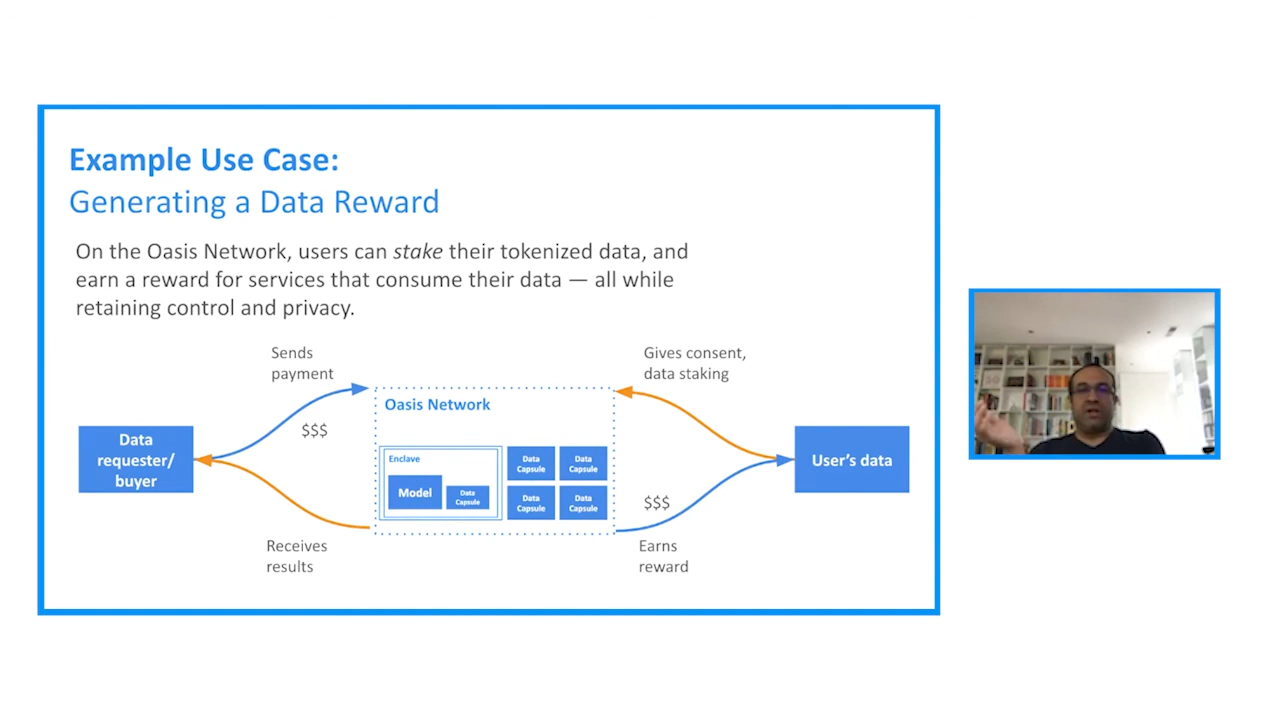 Example Use Case:
Generating a Data Reward
On the Oasis Network, users can stake their tokenized data, and
earn a reward for services that consume their data — all while
retaining control and privacy.
Sends
payment
$$$
Data
requester/
buyer
Receives
results
Oasis Network
Enclave
Model
Data
Capsule
Data
Capsule
Data
Capsule
Data
Capsule
Data
Capsule
Gives consent,
data staking
User's data
$$$
Earns
reward